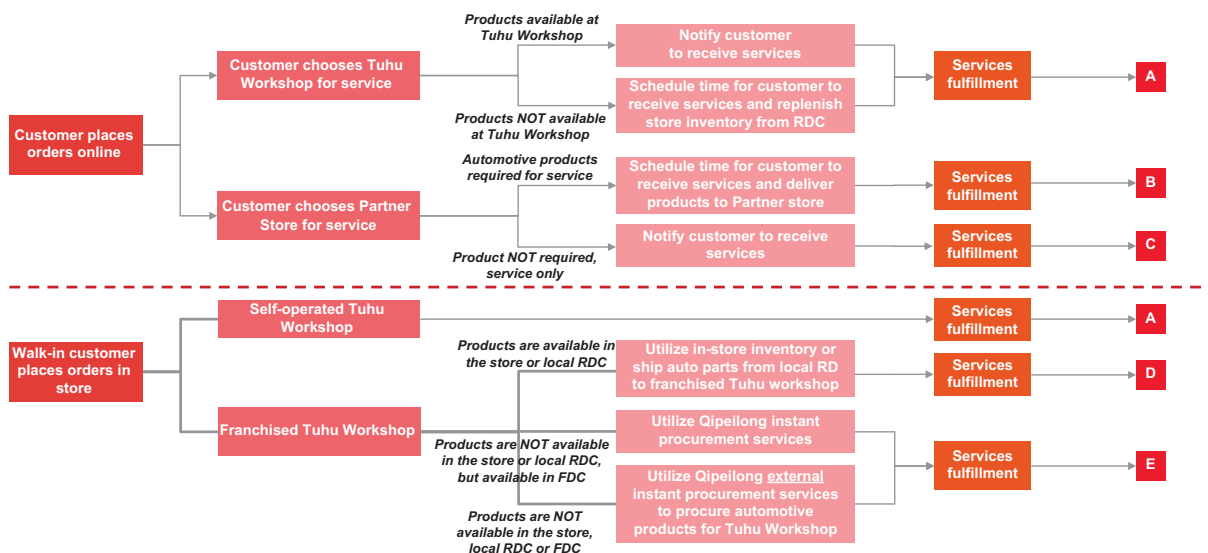 Products available at
Tuhu Workshop
Notify customer
to receive services
Customer chooses Tuhu
Workshop for service
Services
fulfillment
A
Schedule time for customer to
receive services and replenish
store inventory from RDC
Products NOT available
at Tuhu Workshop
Customer places
orders online
Automotive products
required for service
Schedule time for customer to
receive services and deliver
products to Partner store
Services
fulfillment
B
Customer chooses Partner
Store for service
Notify customer to receive
services
Services
fulfillment
C
Product NOT required,
service only
Self-operated Tuhu
Workshop
Services
fulfillment
A
Walk-in customer
places orders in
store
Products are available in
the store or local RDC
Utilize in-store inventory or
ship auto parts from local RD
to franchised Tuhu workshop
Services
fulfillment
D
Franchised Tuhu Workshop
Utilize Qipeilong instant
procurement services
Products are NOT available
in the store or local RDC,
but available in FDC
Services
fulfillment
E
Utilize Qipeilong external
instant procurement services
to procure automotive
products for Tuhu Workshop
Products are NOT
available in the store,
local RDC or FDC